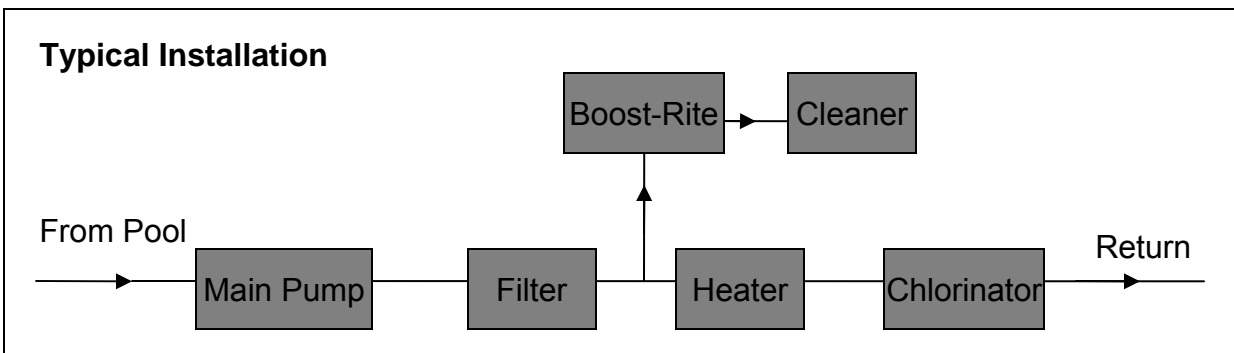 Typical Installation
Boost-Rite
Cleaner
From Pool
Return
Main Pump
Filter
Heater
Chlorinator